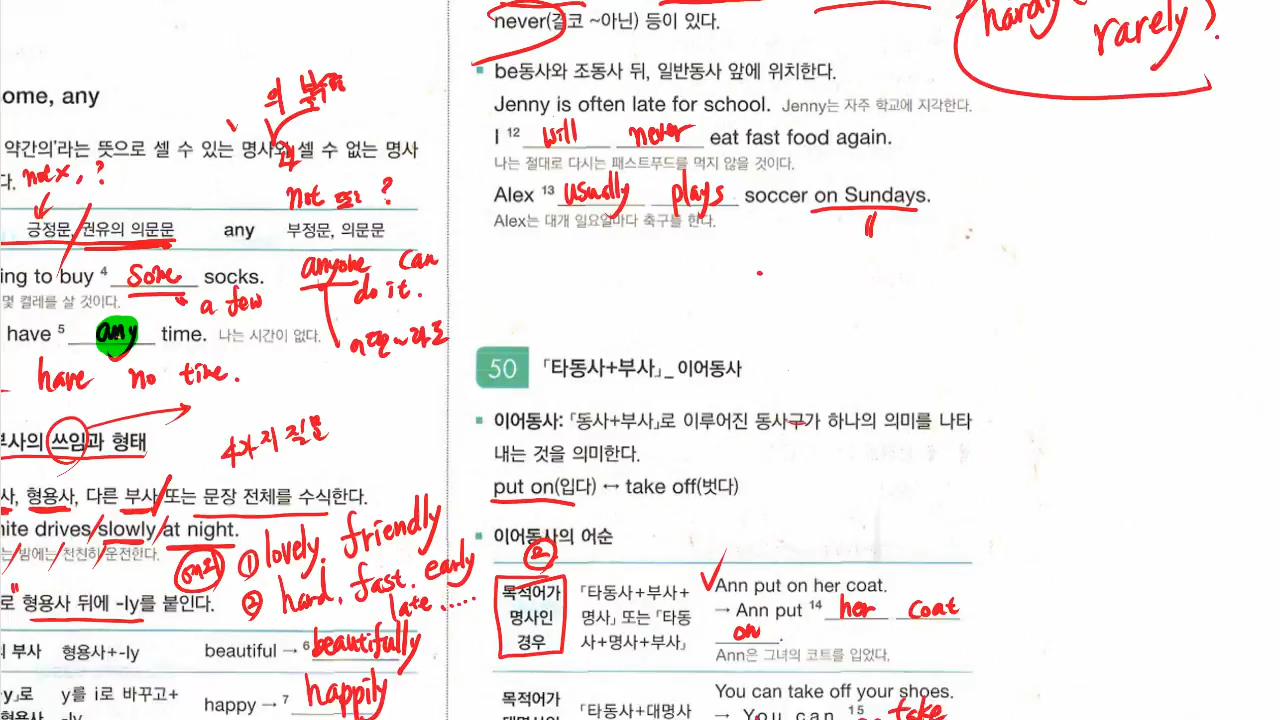 ome, any
의 복수
약간의'라는 뜻으로 셀 수 있는 명사와 셀 수 없는 명사
다.
not x, ?
not 또는 ?
긍정문, 권유의 의문문 any 부정문, 의문문
ing to buy 4 some socks.
몇 켤레를 살 것이다.
a few
anyone can
do it.
have 5 any time. 나는 시간이 없다.
have no time.
부사의 쓰임과 형태
4가지 질문
사, 형용사, 다른 부사 또는 문장 전체를 수식한다.
nite drives slowly at night.
는 밤에는 천천히 운전한다.
예외 ① lovely, friendly
② hard, fast, early
late .....
로 형용사 뒤에 -ly를 붙인다.
의 부사 형용사+-ly beautiful → 6 beautifully
-y」로 y를 i로 바꾸고+ happy → 7 happily
형용사 -ly
hardly
rarely
never(결코 ~아닌) 등이 있다.
be동사와 조동사 뒤, 일반동사 앞에 위치한다.
Jenny is often late for school. Jenny는 자주 학교에 지각한다.
I 12 will never eat fast food again.
나는 절대로 다시는 패스트푸드를 먹지 않을 것이다.
Alex 13 usually plays soccer on Sundays.
Alex는 대개 일요일마다 축구를 한다.
50 「타동사+부사」_ 이어동사
이어동사: 「동사+부사」로 이루어진 동사구가 하나의 의미를 나타
내는 것을 의미한다.
put on(입다) ↔ take off(벗다)
이어동사의 어순
목적어가
명사인
경우
「타동사+부사+
명사」 또는 「타동
사+명사+부사」
Ann put on her coat.
→ Ann put 14 her coat
on.
Ann은 그녀의 코트를 입었다.
목적어가
「타동사+대명사
You can take off your shoes.
→ You can 15 take